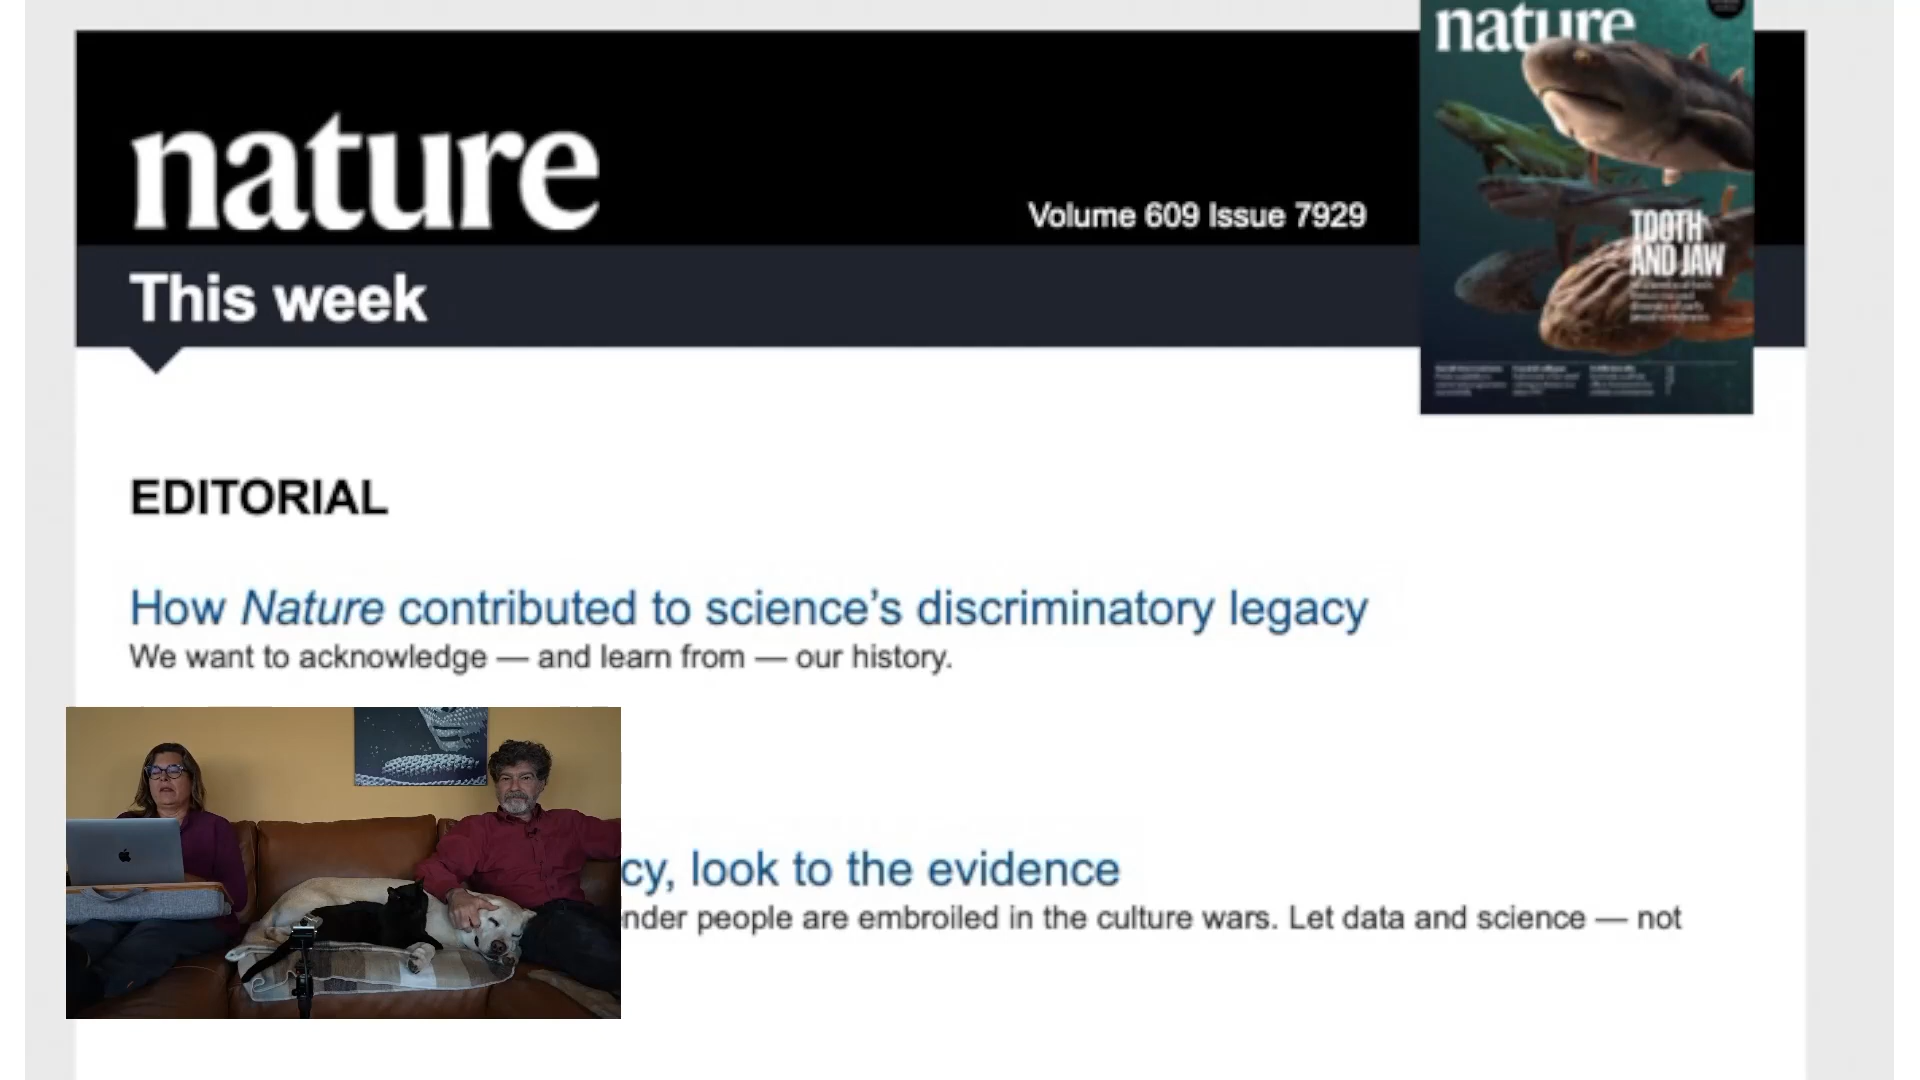 nature
nature
Volume 609 Issue 7929
TOOTH
AND JAW
This week
EDITORIAL
How Nature contributed to science's discriminatory legacy
We want to acknowledge — and learn from — our history.
cy, look to the evidence
nder people are embroiled in the culture wars. Let data and science — not